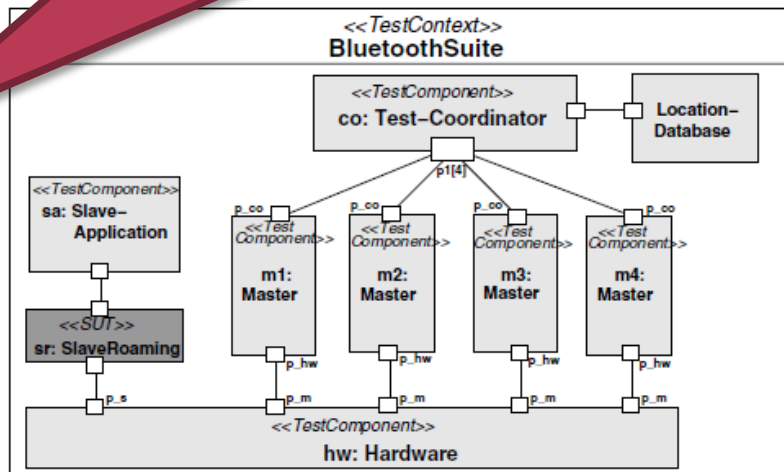 <<TestContext>>
BluetoothSuite
<<TestComponent>>
co: Test-Coordinator
Location-
Database
p1[4]
<<TestComponent>>
sa: Slave-
Application
p_co
p_co
p_co
p_co
<<Test
Component>>
m1:
Master
<<Test
Component>>
m2:
Master
<<Test
Component>>
m3:
Master
<<Test
Component>>
m4:
Master
<<SUT>>
sr: SlaveRoaming
p_hw
p_hw
p_hw
p_hw
p_s
p_m
p_m
p_m
p_m
<<TestComponent>>
hw: Hardware